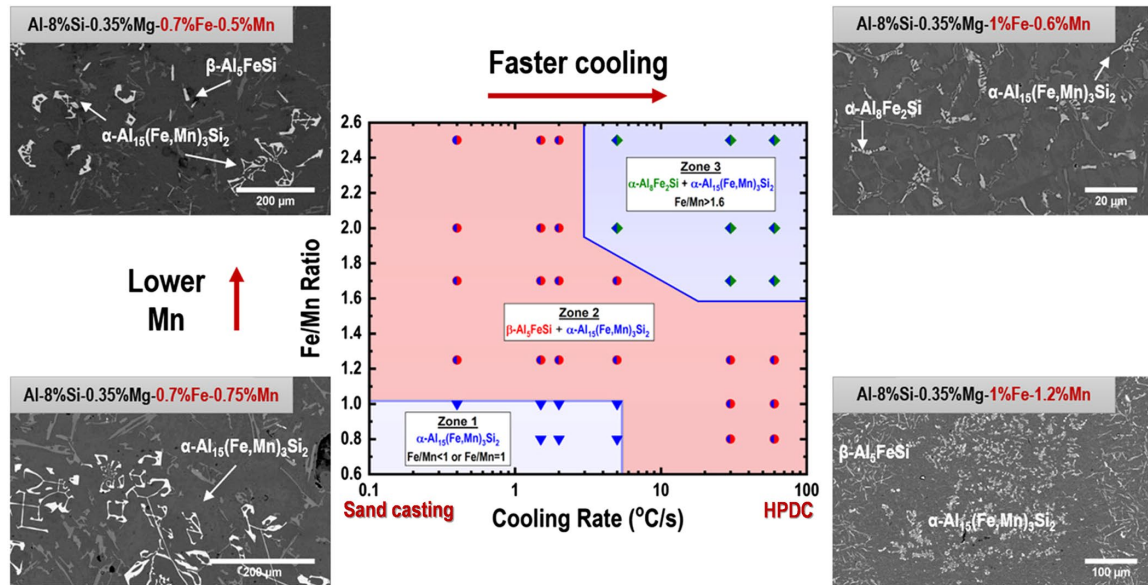 Al-8%Si-0.35%Mg-0.7%Fe-0.5%Mn
β-Al₅FeSi
α-Al₁₅(Fe,Mn)₃Si₂
200 µm
Faster cooling
Al-8%Si-0.35%Mg-1%Fe-0.6%Mn
α-Al₁₅(Fe,Mn)₃Si₂
α-Al₈Fe₂Si
20 µm
Lower
Mn
Fe/Mn Ratio
2.6
2.4
2.2
2.0
1.8
1.6
1.4
1.2
1.0
0.8
0.6
Zone 3
α-Al₈Fe₂Si + α-Al₁₅(Fe,Mn)₃Si₂
Fe/Mn>1.6
Zone 2
β-Al₅FeSi + α-Al₁₅(Fe,Mn)₃Si₂
Zone 1
α-Al₁₅(Fe,Mn)₃Si₂
Fe/Mn<1 or Fe/Mn=1
0.1 1 10 100
Sand casting
Cooling Rate (°C/s)
HPDC
Al-8%Si-0.35%Mg-0.7%Fe-0.75%Mn
α-Al₁₅(Fe,Mn)₃Si₂
200 µm
Al-8%Si-0.35%Mg-1%Fe-1.2%Mn
β-Al₅FeSi
α-Al₁₅(Fe,Mn)₃Si₂
100 µm